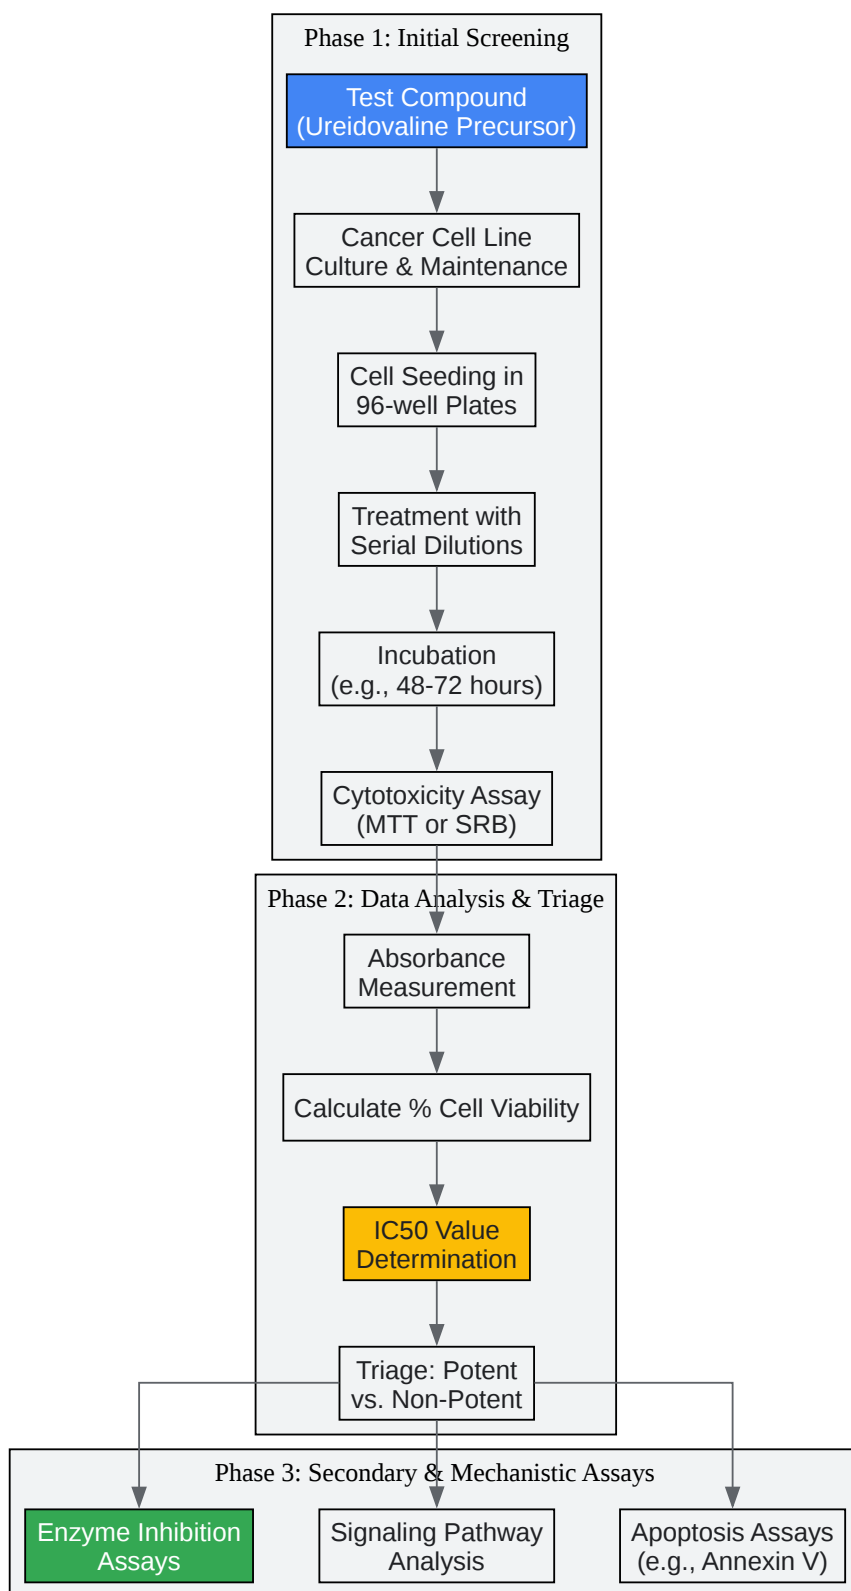 Phase 1: Initial Screening
Test Compound
(Ureidovaline Precursor)
Cancer Cell Line
Culture & Maintenance
Cell Seeding in
96-well Plates
Treatment with
Serial Dilutions
Incubation
(e.g., 48-72 hours)
Cytotoxicity Assay
(MTT or SRB)
Phase 2: Data Analysis & Triage
Absorbance
Measurement
Calculate % Cell Viability
IC50 Value
Determination
Triage: Potent
vs. Non-Potent
Phase 3: Secondary & Mechanistic Assays
Enzyme Inhibition
Assays
Signaling Pathway
Analysis
Apoptosis Assays
(e.g., Annexin V)